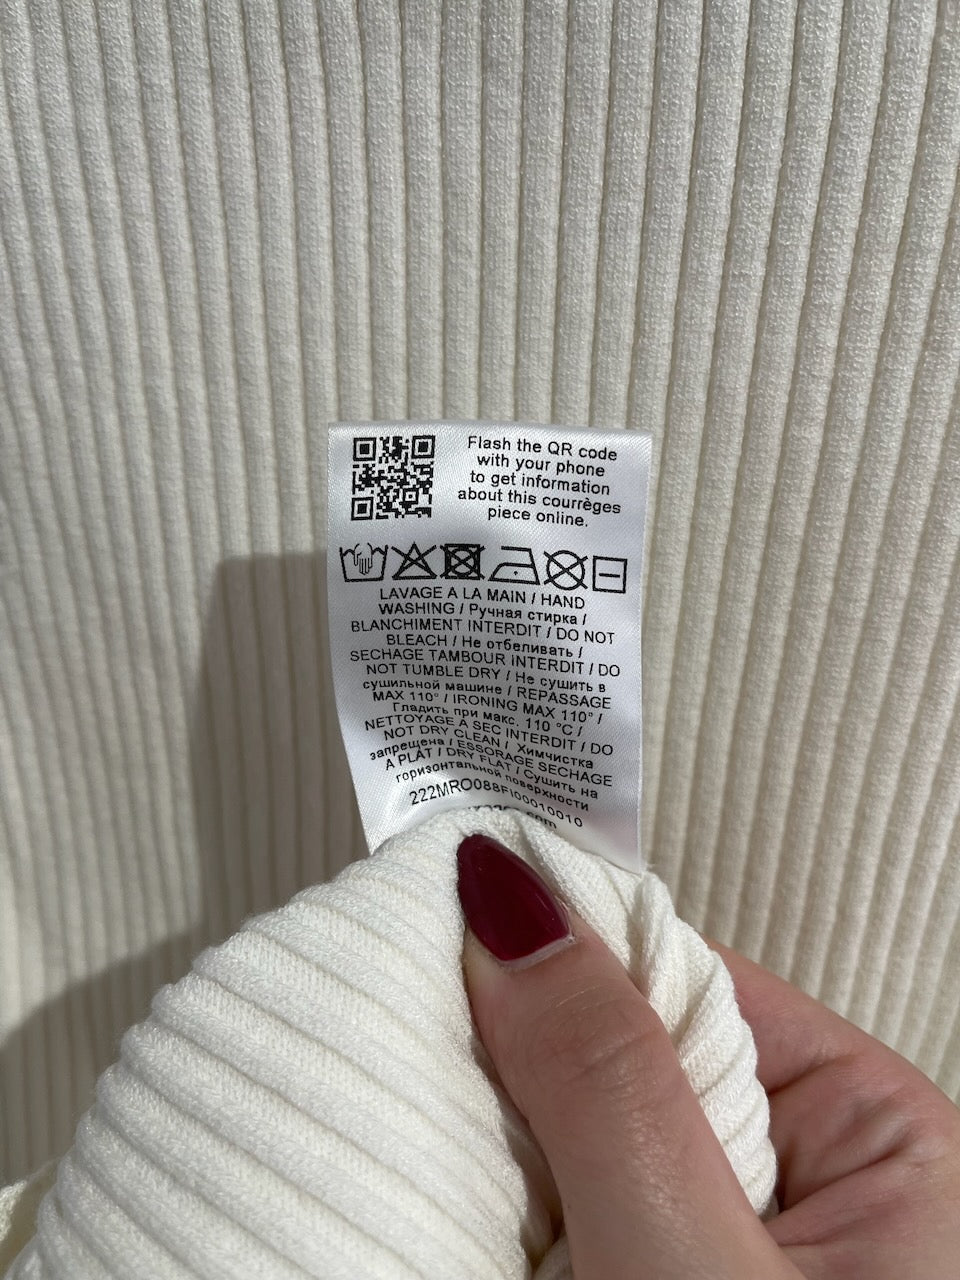 Flash the QR code
with your phone
to get information
about this courrèges
piece online.
LAVAGE A LA MAIN / HAND
WASHING / Ручная стирка /
BLANCHIMENT INTERDIT / DO NOT
BLEACH / Не отбеливать /
SECHAGE TAMBOUR INTERDIT / DO
NOT TUMBLE DRY / Не сушить в
сушильной машине / REPASSAGE
MAX 110° / IRONING MAX 110° /
Гладить при макс. 110 °C /
NETTOYAGE A SEC INTERDIT / DO
NOT DRY CLEAN / Химчистка
запрещена / ESSORAGE SECHAGE
A PLAT / DRY FLAT / Сушить на
горизонтальной поверхности
222MRO088FI00010010